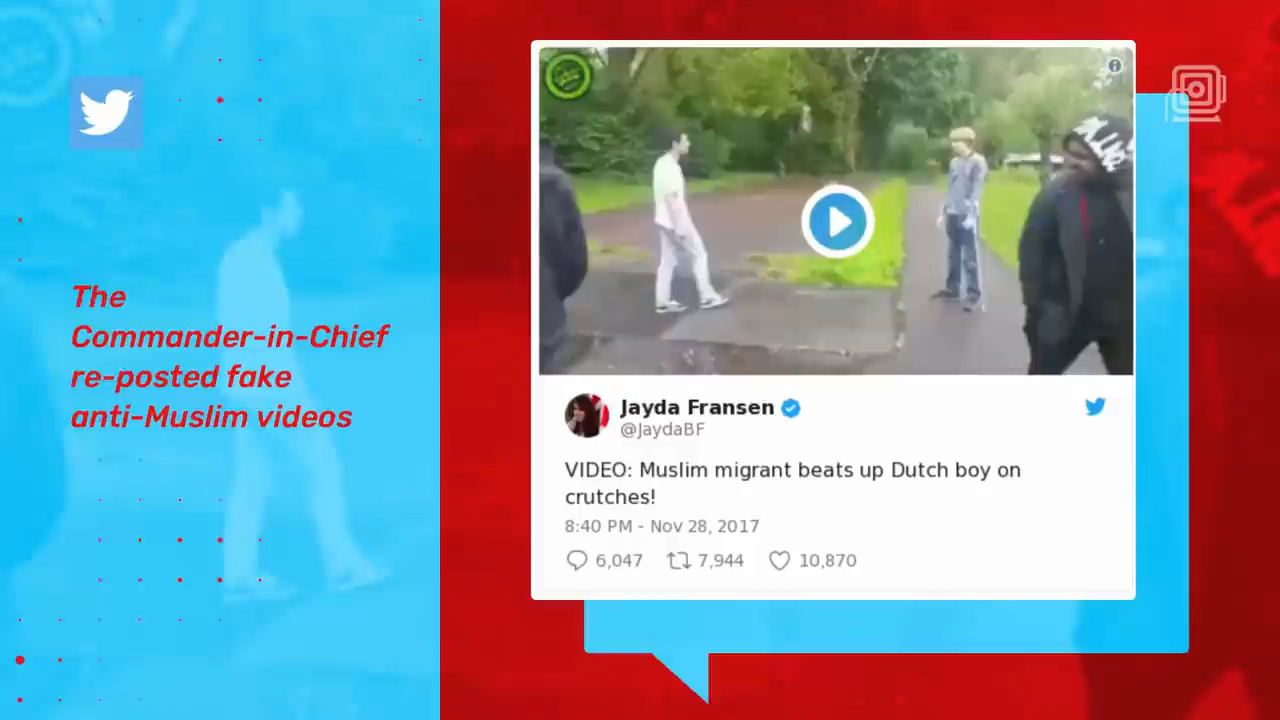 The
Commander-in-Chief
re-posted fake
anti-Muslim videos
Jayda Fransen
@JaydaBF
VIDEO: Muslim migrant beats up Dutch boy on
crutches!
8:40 PM - Nov 28, 2017
6,047 7,944 10,870